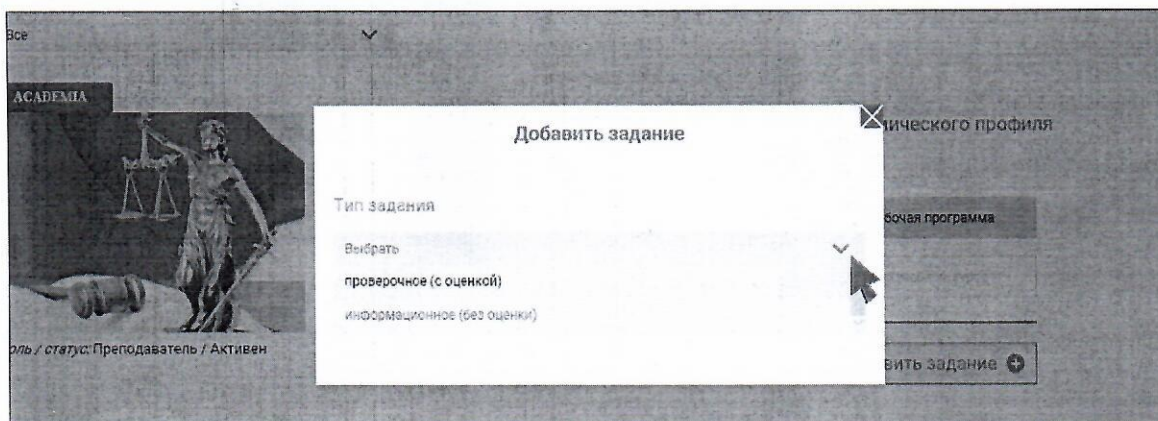 Все
ACADEMIA
Добавить задание
мического профиля
Тип задания
бочая программа
Выбрать
проверочное (с оценкой)
информационное (без оценки)
оль / статус: Преподаватель / Активен
вить задание